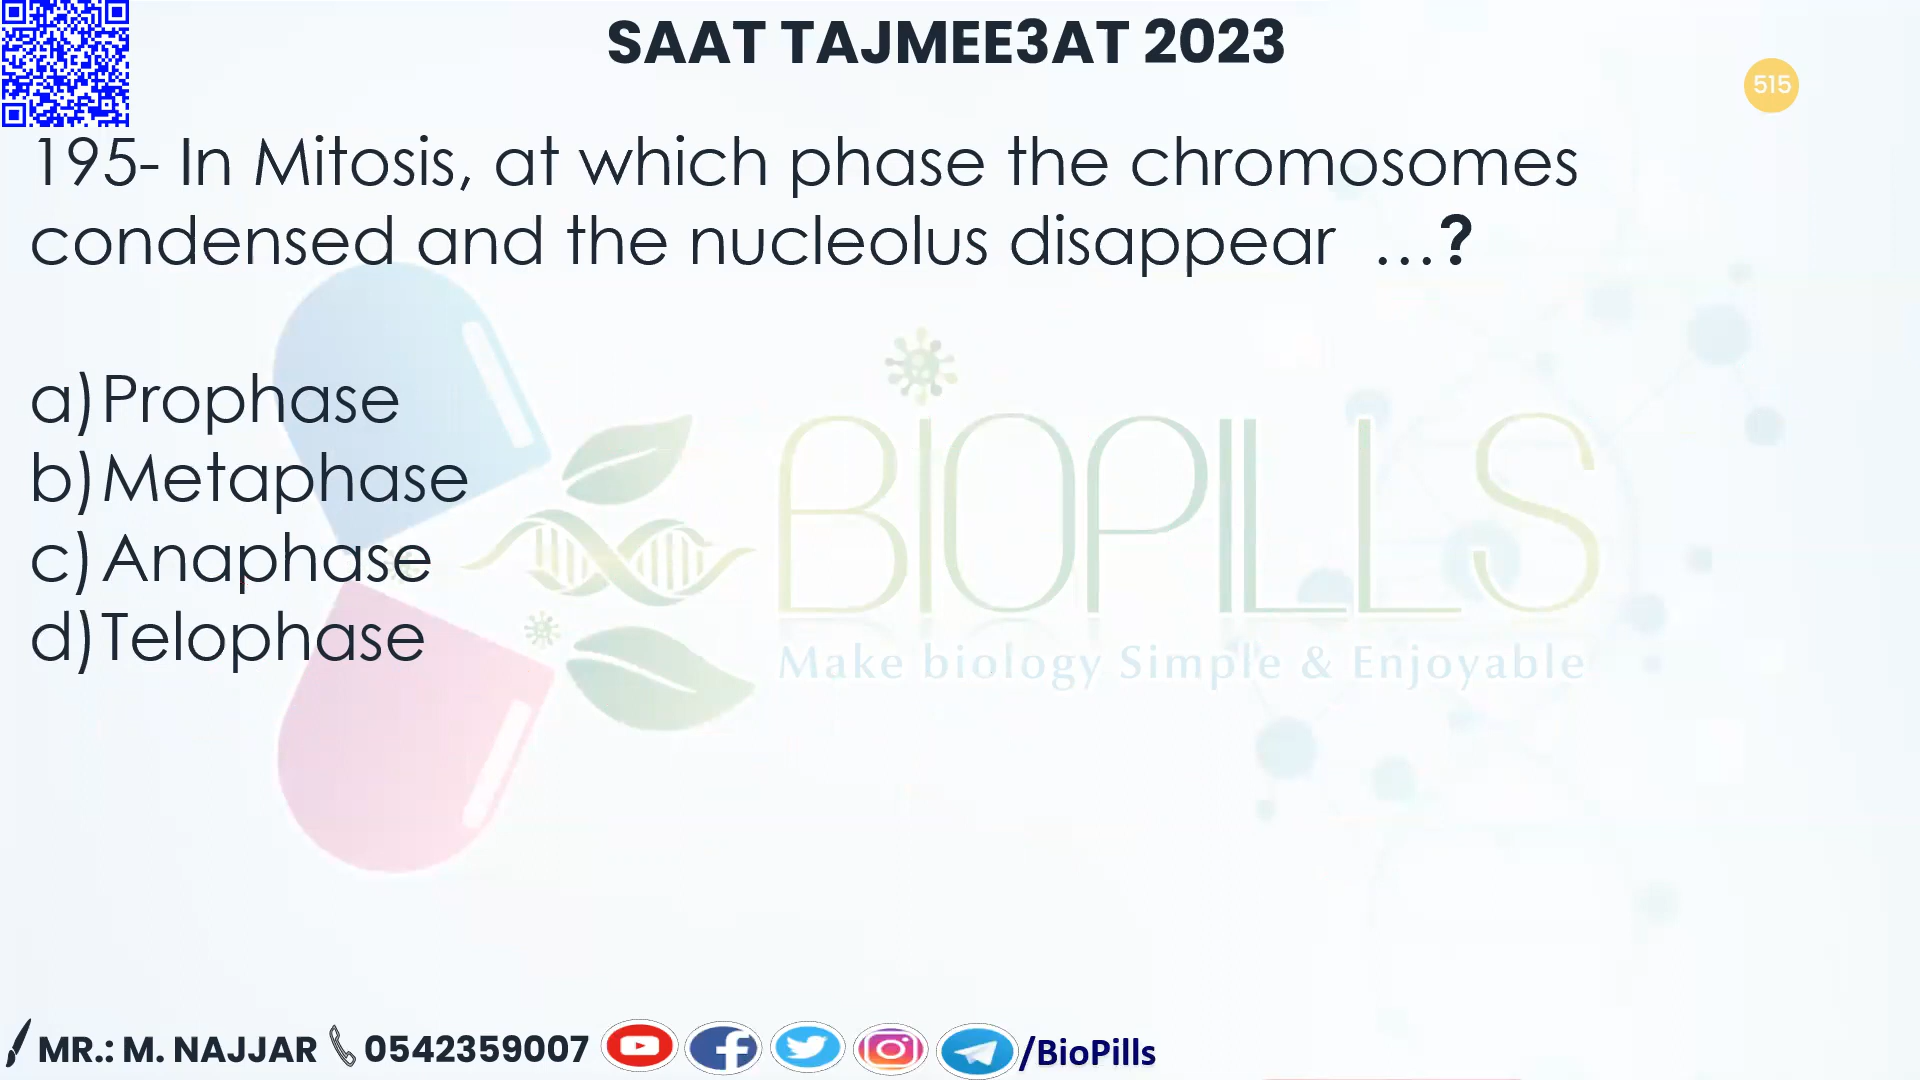 SAAT TAJMEE3AT 2023
515
195- In Mitosis, at which phase the chromosomes
condensed and the nucleolus disappear …?
a) Prophase
b) Metaphase
c) Anaphase
d) Telophase
BIOPILLS
Make biology Simple & Enjoyable
MR.: M. NAJJAR 0542359007 /BioPills